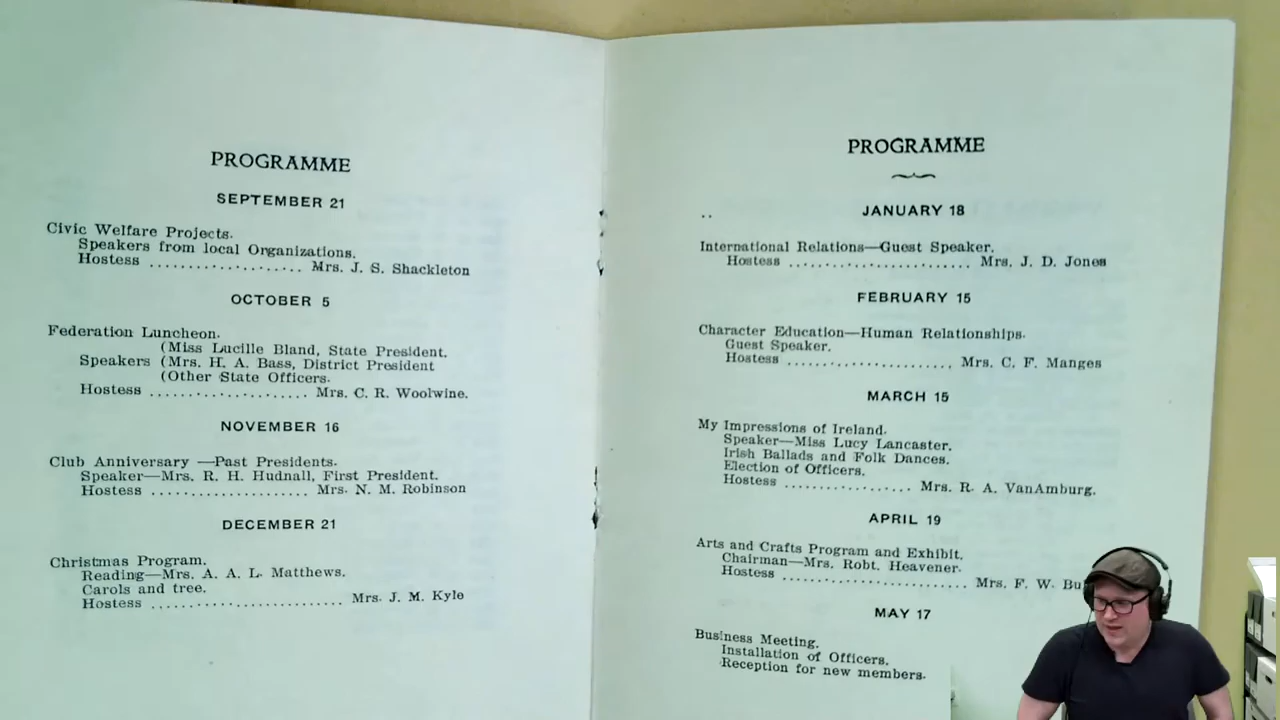 PROGRAMME
SEPTEMBER 21
Civic Welfare Projects.
Speakers from local Organizations.
Hostess ...................... Mrs. J. S. Shackleton
OCTOBER 5
Federation Luncheon.
(Miss Lucille Bland, State President.
Speakers (Mrs. H. A. Bass, District President
(Other State Officers.
Hostess ....................... Mrs. C. R. Woolwine.
NOVEMBER 16
Club Anniversary —Past Presidents.
Speaker—Mrs. R. H. Hudnall, First President.
Hostess ....................... Mrs. N. M. Robinson
DECEMBER 21
Christmas Program.
Reading—Mrs. A. A. L. Matthews.
Carols and tree.
Hostess ............................ Mrs. J. M. Kyle
PROGRAMME
JANUARY 18
International Relations—Guest Speaker.
Hostess .......................... Mrs. J. D. Jones
FEBRUARY 15
Character Education—Human Relationships.
Guest Speaker.
Hostess ........................ Mrs. C. F. Manges
MARCH 15
My Impressions of Ireland.
Speaker—Miss Lucy Lancaster.
Irish Ballads and Folk Dances.
Election of Officers.
Hostess ................... Mrs. R. A. VanAmburg.
APRIL 19
Arts and Crafts Program and Exhibit.
Chairman—Mrs. Robt. Heavener.
Hostess ........................... Mrs. F. W.
MAY 17
Business Meeting.
Installation of Officers.
Reception for new members.